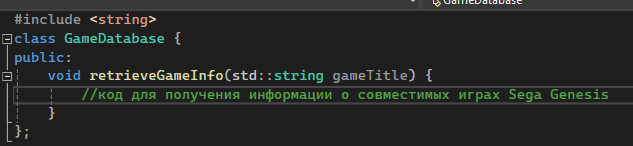 GameDatabase
#include <string>
class GameDatabase {
public:
void retrieveGameInfo(std::string gameTitle) {
//код для получения информации о совместимых играх Sega Genesis
}
};